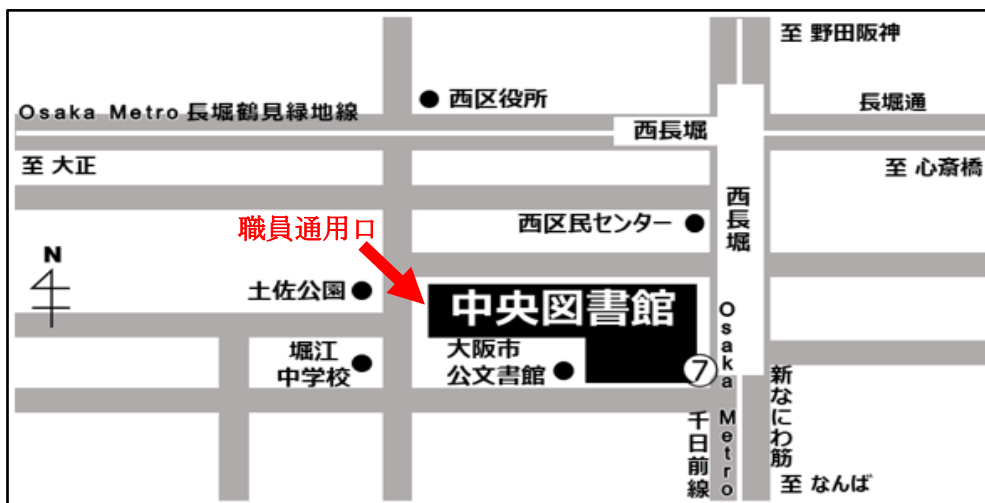 至 野田阪神
西区役所
長堀通
Osaka Metro 長堀鶴見緑地線
西長堀
至 大正
至 心斎橋
西長堀
西区民センター
職員通用口
N
土佐公園
中央図書館
堀江
中学校
大阪市
公文書館
⑦
Osaka Metro
千日前線
新なにわ筋
至 なんば